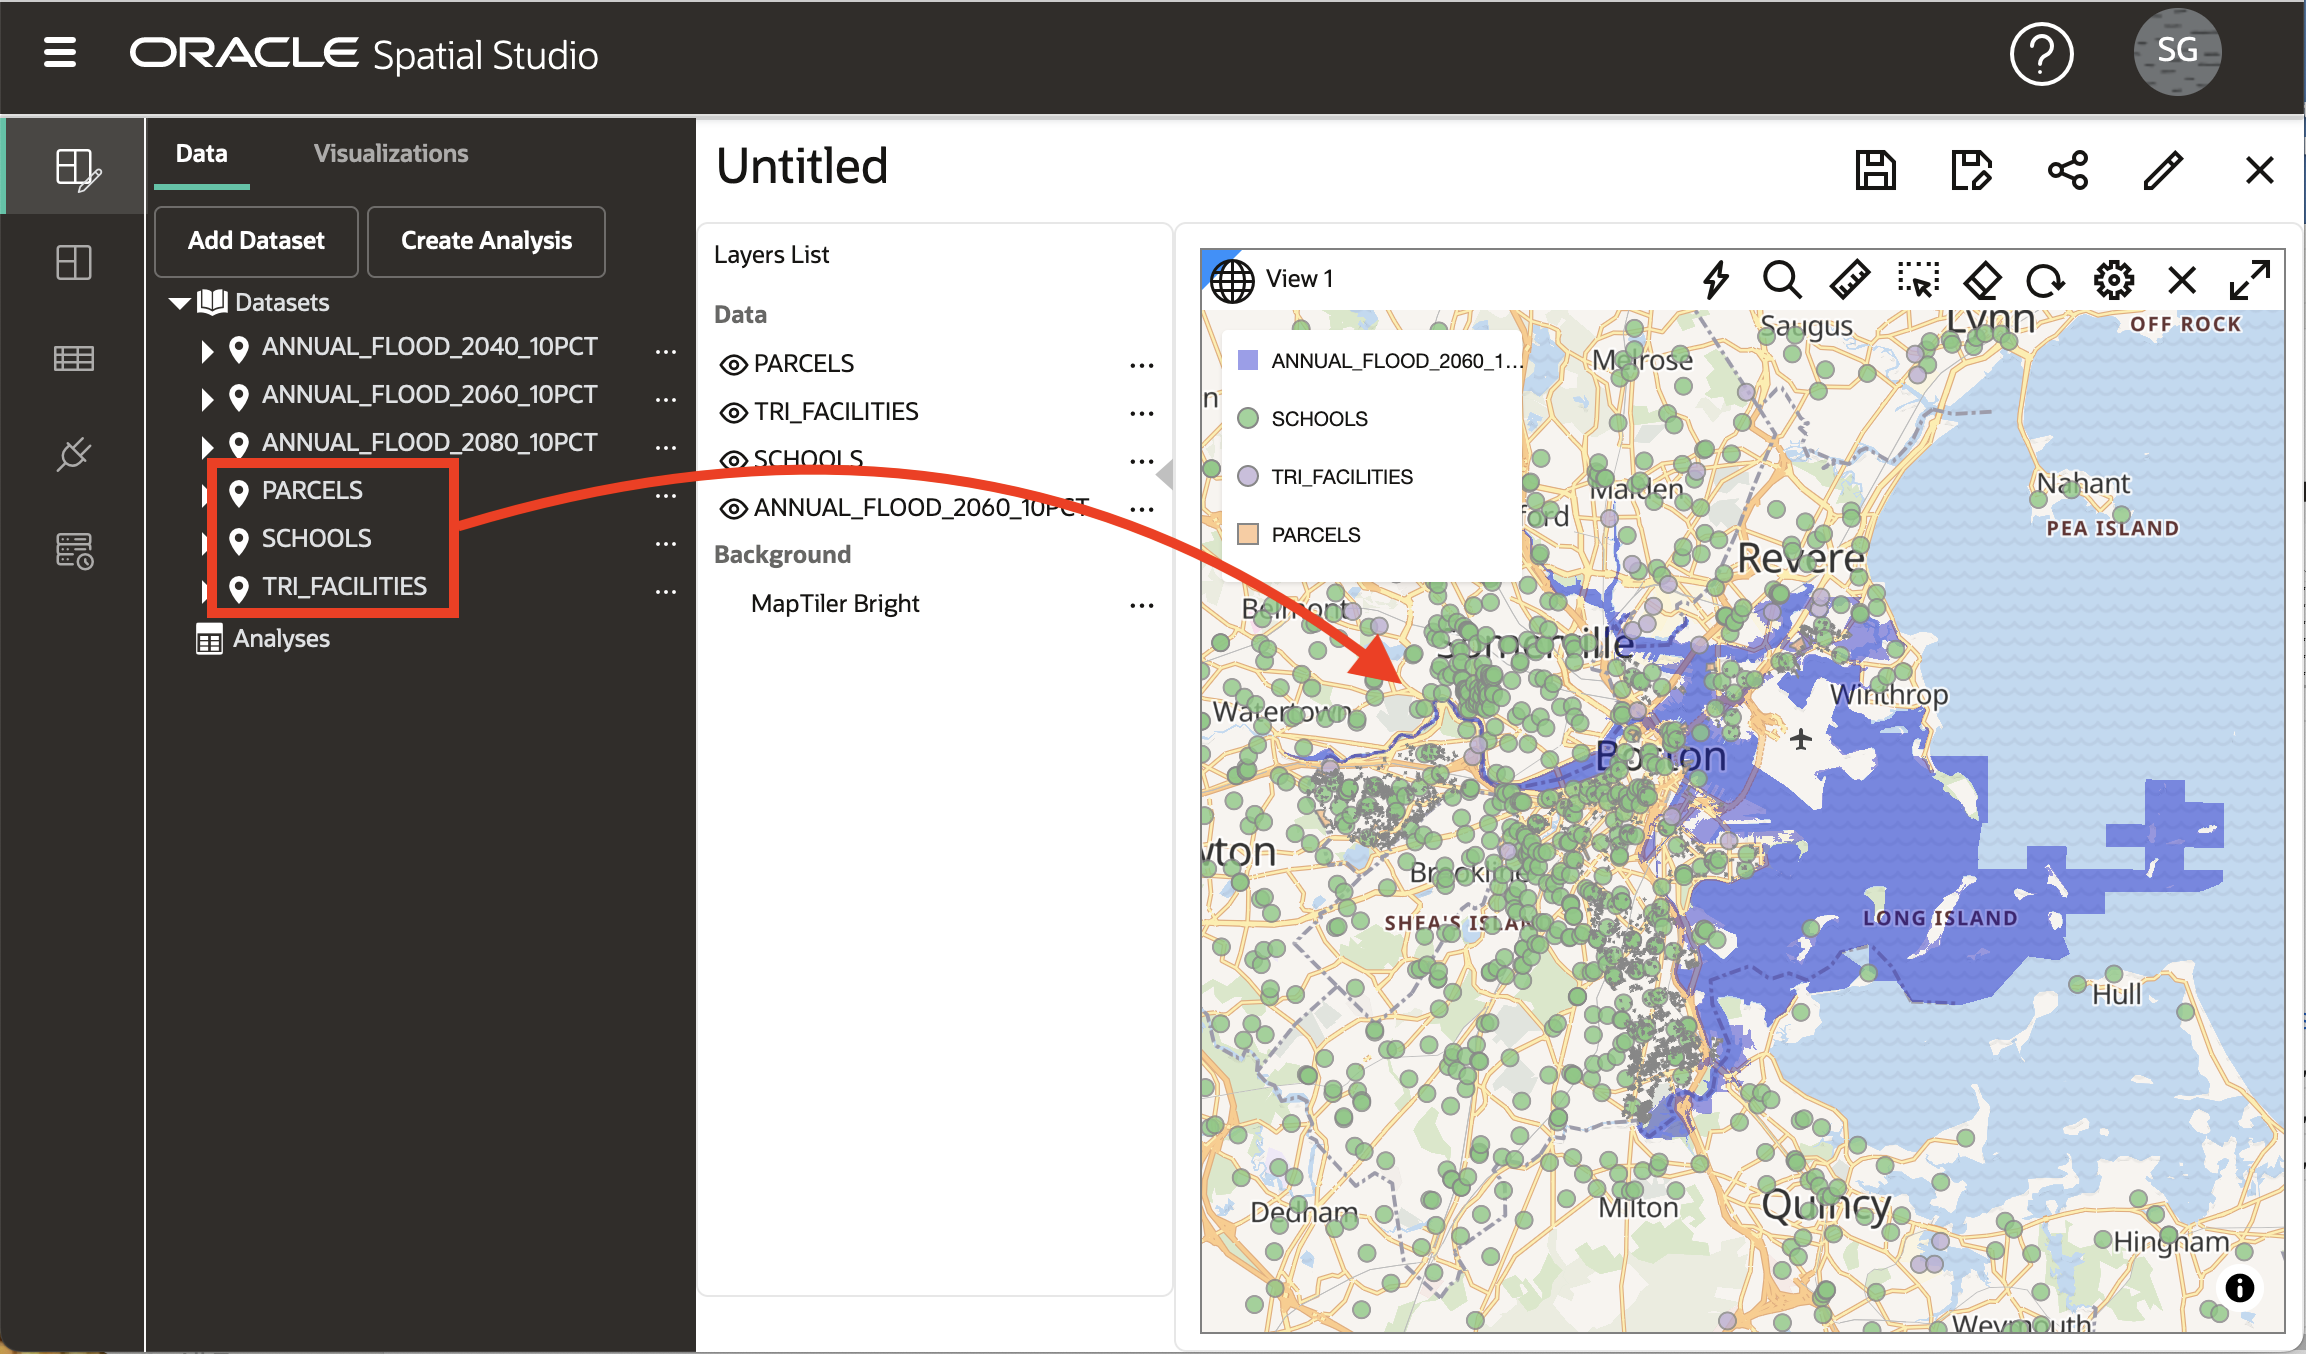 ORACLE Spatial Studio
SG
Data
Visualizations
Add Dataset
Create Analysis
Datasets
ANNUAL_FLOOD_2040_10PCT
ANNUAL_FLOOD_2060_10PCT
ANNUAL_FLOOD_2080_10PCT
PARCELS
SCHOOLS
TRI_FACILITIES
Analyses
Untitled
Layers List
Data
PARCELS
TRI_FACILITIES
SCHOOLS
ANNUAL_FLOOD_2060_10PCT
Background
MapTiler Bright
View 1
ANNUAL_FLOOD_2060_1...
SCHOOLS
TRI_FACILITIES
PARCELS
Saugus
Lynn
OFF ROCK
Melrose
Malden
Nahant
PEA ISLAND
ford
Revere
Belmont
Somerville
Winthrop
Watertown
Boston
Brookline
SHEA'S ISLAN
LONG ISLAND
Hull
Dedham
Milton
Quincy
Hingham
Weymouth